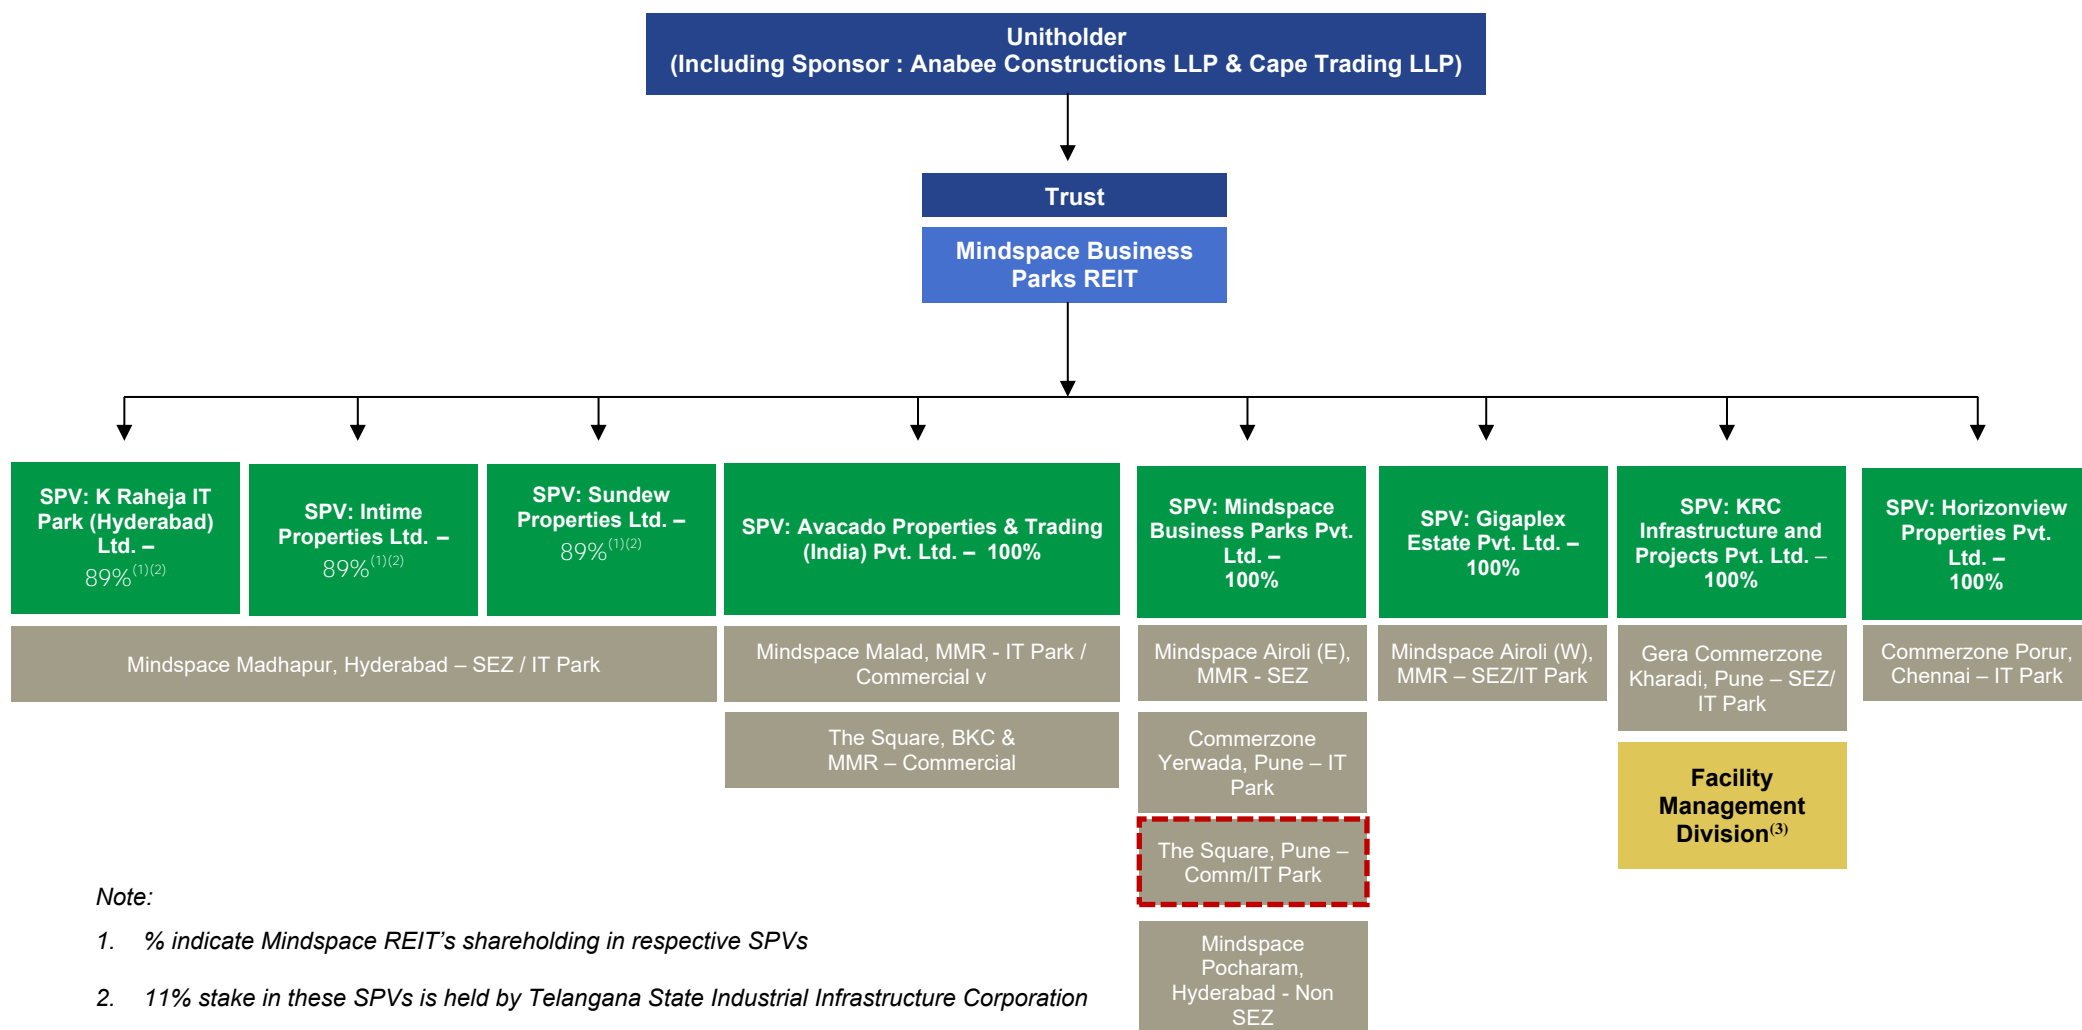 Unitholder
(Including Sponsor : Anabee Constructions LLP & Cape Trading LLP)
Trust
Mindspace Business
Parks REIT
SPV: K Raheja IT
Park (Hyderabad)
Ltd. –
89%(1)(2)
SPV: Intime
Properties Ltd. –
89%(1)(2)
SPV: Sundew
Properties Ltd. –
89%(1)(2)
SPV: Avacado Properties & Trading
(India) Pvt. Ltd. – 100%
SPV: Mindspace
Business Parks Pvt.
Ltd. –
100%
SPV: Gigaplex
Estate Pvt. Ltd. –
100%
SPV: KRC
Infrastructure and
Projects Pvt. Ltd. –
100%
SPV: Horizonview
Properties Pvt.
Ltd. –
100%
Mindspace Madhapur, Hyderabad – SEZ / IT Park
Mindspace Malad, MMR - IT Park /
Commercial v
The Square, BKC &
MMR – Commercial
Mindspace Airoli (E),
MMR - SEZ
Commerzone
Yerwada, Pune – IT
Park
The Square, Pune –
Comm/IT Park
Mindspace
Pocharam,
Hyderabad - Non
SEZ
Mindspace Airoli (W),
MMR – SEZ/IT Park
Gera Commerzone
Kharadi, Pune – SEZ/
IT Park
Facility
Management
Division(3)
Commerzone Porur,
Chennai – IT Park
Note:
1. % indicate Mindspace REIT’s shareholding in respective SPVs
2. 11% stake in these SPVs is held by Telangana State Industrial Infrastructure Corporation